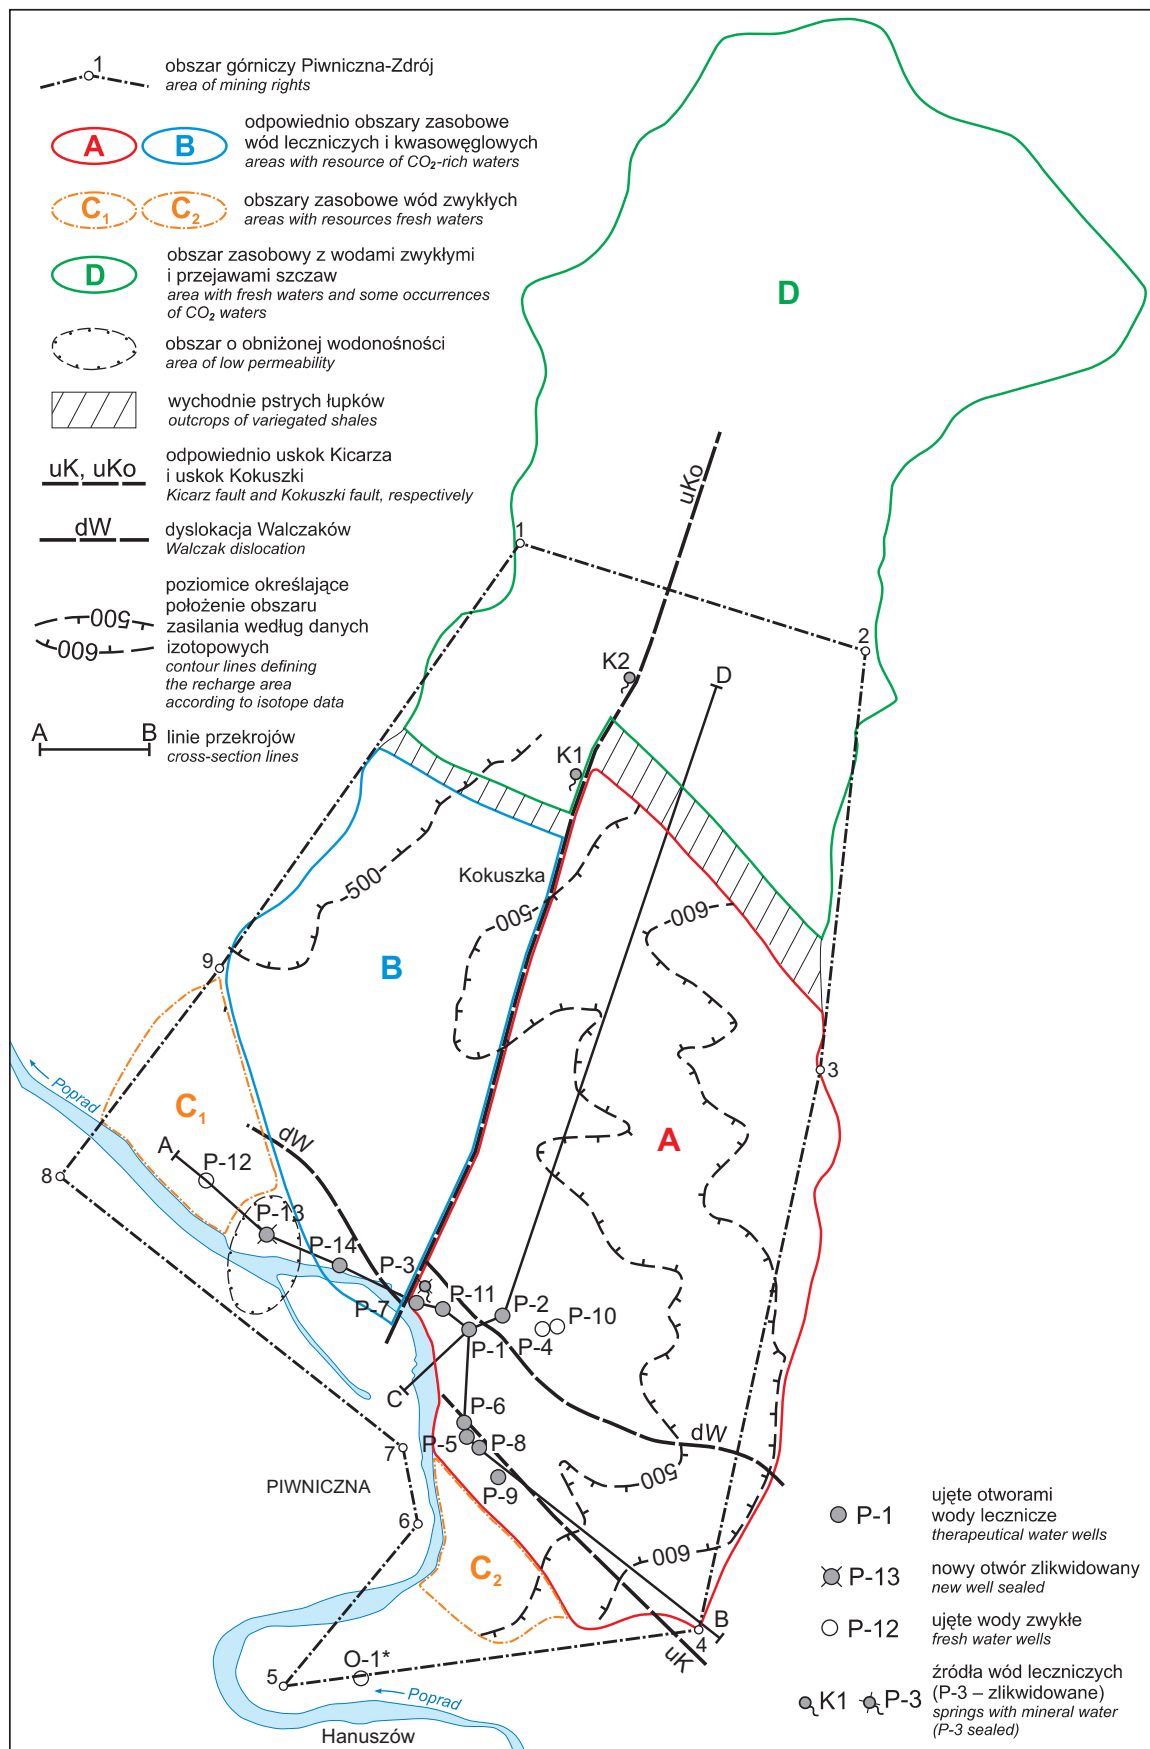 1
obszar górniczy Piwniczna-Zdrój
area of mining rights
A
B
odpowiednio obszary zasobowe
wód leczniczych i kwasowęglowych
areas with resource of CO₂-rich waters
C₁
C₂
obszary zasobowe wód zwykłych
areas with resources fresh waters
D
obszar zasobowy z wodami zwykłymi
i przejawami szczaw
area with fresh waters and some occurrences
of CO₂ waters
obszar o obniżonej wodonośności
area of low permeability
wychodnie pstrych łupków
outcrops of variegated shales
uK, uKo
odpowiednio uskok Kicarza
i uskok Kokuszki
Kicarz fault and Kokuszki fault, respectively
dW
dyslokacja Walczaków
Walczak dislocation
500
600
poziomice określające
położenie obszaru
zasilania według danych
izotopowych
contour lines defining
the recharge area
according to isotope data
A
B
linie przekrojów
cross-section lines
D
uKo
1
2
K2
D
K1
500
Kokuszka
500
600
9
B
3
Poprad
C₁
A
dW
A
P-12
8
P-13
P-14
P-3
P-11
P-7
P-2
P-10
P-1
P-4
C
P-6
P-5
P-8
dW
7
500
P-9
PIWNICZNA
6
600
C₂
B
4
uK
5
O-1*
Poprad
Hanuszów
P-1
ujęte otworami
wody lecznicze
therapeutical water wells
P-13
nowy otwór zlikwidowany
new well sealed
P-12
ujęte wody zwykłe
fresh water wells
K1
P-3
źródła wód leczniczych
(P-3 – zlikwidowane)
springs with mineral water
(P-3 sealed)